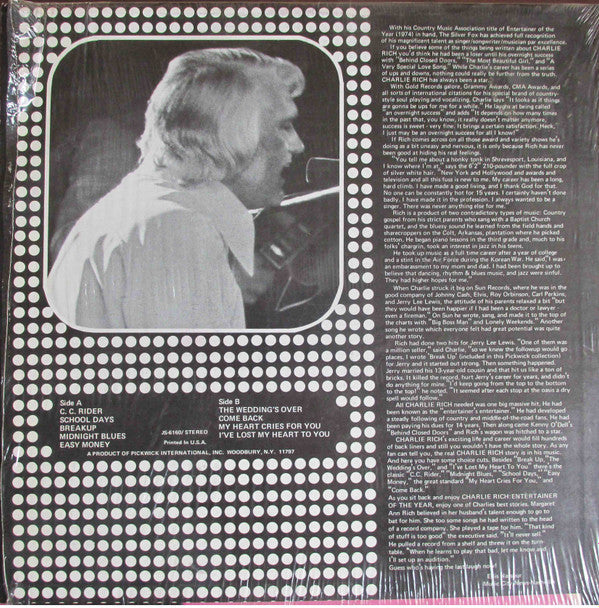 With his Country Music Association title of Entertainer of the
Year (1974) in hand, The Silver Fox has achieved full recognition
of his magnificent talent as singer/songwriter/musician par excellence.
If you believe some of the things being written about CHARLIE
RICH you'd think he had been a loser until his overnight success
with "Behind Closed Doors," "The Most Beautiful Girl," and "A
Very Special Love Song." While Charlie's career has been a series
of ups and downs, nothing could really be further from the truth.
CHARLIE RICH has always been a star.
With Gold Records galore, Grammy Awards, CMA Awards, and
all sorts of international citations for his special brand of country-
style soul playing and vocalizing, Charlie says "It looks as if things
are gonna be ups for me for a while." He laughs at being called
"an overnight success" and adds "It depends on how many times
in the past that, you know, it really doesn't matter anymore,
success is sweet - very fine. It brings a certain satisfaction. Heck,
I just may be an overnight success for all I know!"
If Rich comes across on all those award and variety shows he's
doing as a bit uneasy and nervous, it is only because Rich has never
been good at hiding his real feelings.
"You tell me about a honky tonk in Shreveport, Louisiana, and
I know where I'm at," says the 6'2" 210-pounder with the full crop
of silver white hair. "New York and Hollywood and awards and
television and all this fuss is new to me. My career has been a long,
hard climb. I have made a good living, and I thank God for that.
No one can be constantly hot for 15 years. I certainly haven't done
badly. I have made it in the profession. I always wanted to be a
singer. There was never anything else for me."
Rich is a product of two contradictory types of music: Country
gospel from his strict parents who sang with a Baptist Church
quartet, and the bluesy sound he learned from the field hands and
sharecroppers on the Colt, Arkansas, plantation where he picked
cotton. He began piano lessons in the third grade and, much to his
folks' chargrin, took an interest in jazz in his teens.
He took up music as a full time career after a year of college
and a stint in the Air Force during the Korean War. He said, "I was
an embarassment to my mom and dad. I had been brought up to
believe that dancing, rhythm & blues music, and jazz were sinful.
They had higher hopes for me."
When Charlie struck it big on Sun Records, where he was in the
good company of Johnny Cash, Elvis, Roy Orbinson, Carl Perkins,
and Jerry Lee Lewis, the attitude of his parents relaxed a bit "but
they would have been happier if I had been a doctor or lawyer
even a fireman." On Sun he wrote, sang, and made it to the top of
the charts with "Big Boss Man" and "Lonely Weekends." Another
song he wrote which everyone felt had great potential was quite
another story.
Rich had done two hits for Jerry Lee Lewis. "One of them was
a million seller," said Charlie, "so we knew the followup would go
places. I wrote 'Break Up' (included in this Pickwick collection)
for Jerry and it started out strong. Then something happened.
Jerry married his 13-year-old cousin and that hit us like a ton of
bricks. It killed the record, hurt Jerry's career for years, and didn't
do anything for mine. "I'd keep going from the top to the bottom
to the top!" he noted. "It seemed after each stop at the oasis a dry
spell would follow."
All CHARLIE RICH needed was one big massive hit. He had
been known as the "entertainer's entertainer." He had developed
a steady following of country and middle-of-the road fans. He had
been paying his dues for 14 years. Then along came Kenny O'Dell's
"Behind Closed Doors" and Rich's wagon was hitched to a star.
CHARLIE RICH's exciting life and career would fill hundreds
of back liners and still you wouldn't have the whole story. As any
fan can tell you, the real CHARLIE RICH story is in his music.
And here you have some choice cuts. Besides "Break Up," "The
Wedding's Over," and "I've Lost My Heart To You" there's the
classic "C.C. Rider," "Midnight Blues," "School Days," "Easy
Money," the great standard "My Heart Cries For You," and
"Come Back."
As you sit back and enjoy CHARLIE RICH: ENTERTAINER
OF THE YEAR, enjoy one of Charlies best stories. Margaret
Ann Rich believed in her husband's talent enough to go to
bat for him. She too some songs he had written to the head
of a record company. She played a tape for him. "That kind
of stuff is too good" the executive said. "It'll never sell."
He pulled a record from a shelf and threw it on the turn-
table. "When he learns to play that bad, let me know and
I'll set up an audition."
Guess who's having the last laugh now!
Side A
C. C. RIDER
SCHOOL DAYS
BREAKUP
MIDNIGHT BLUES
EASY MONEY
JS-6160/ STEREO
Printed in U.S.A.
Side B
THE WEDDING'S OVER
COME BACK
MY HEART CRIES FOR YOU
I'VE LOST MY HEART TO YOU
A PRODUCT OF PICKWICK INTERNATIONAL, INC. WOODBURY, N.Y. 11797